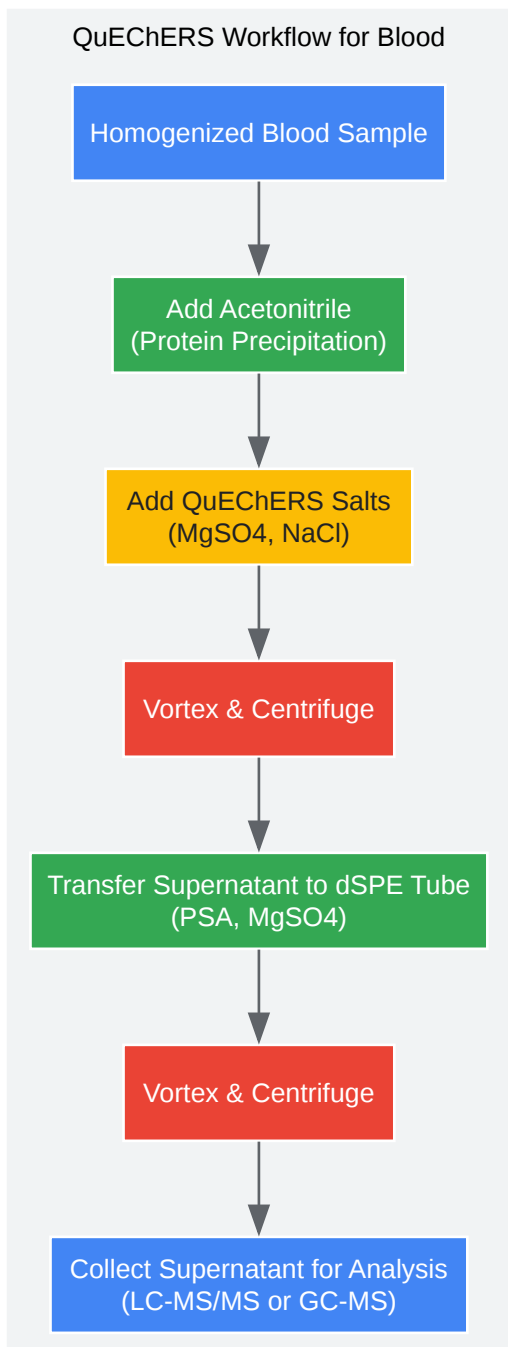 QuEChERS Workflow for Blood
Homogenized Blood Sample
Add Acetonitrile
(Protein Precipitation)
Add QuEChERS Salts
(MgSO4, NaCl)
Vortex & Centrifuge
Transfer Supernatant to dSPE Tube
(PSA, MgSO4)
Vortex & Centrifuge
Collect Supernatant for Analysis
(LC-MS/MS or GC-MS)